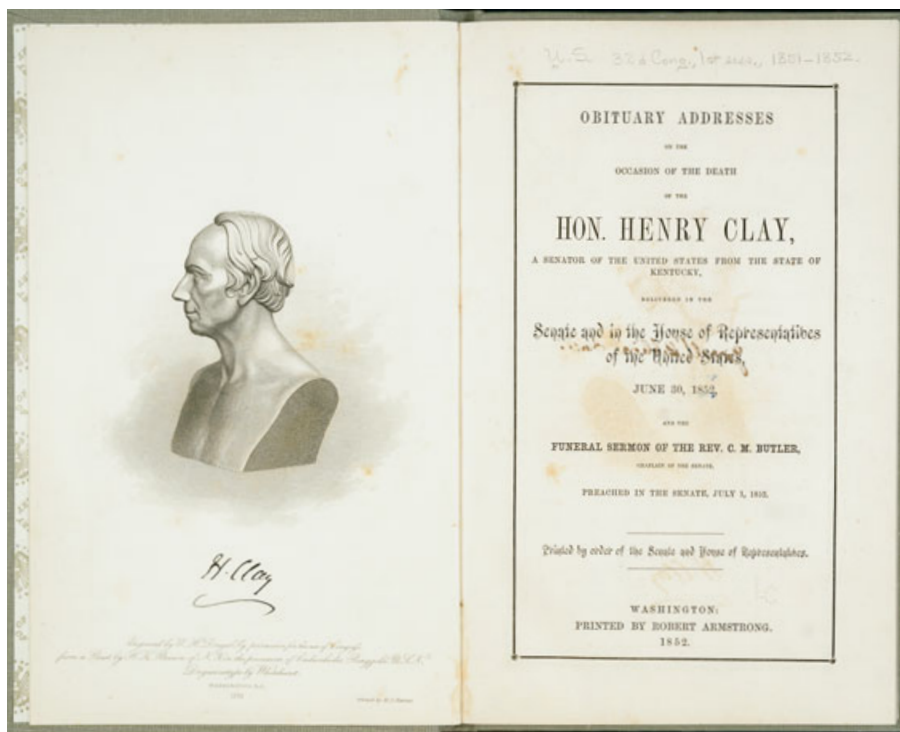 H. Clay
WASHINGTON, D.C.
1852
U.S. 32d Cong., 1st sess., 1851-1852.
OBITUARY ADDRESSES
ON THE
OCCASION OF THE DEATH
OF THE
HON. HENRY CLAY,
A SENATOR OF THE UNITED STATES FROM THE STATE OF
KENTUCKY,
DELIVERED IN THE
Senate and in the House of Representatives
of the United States,
JUNE 30, 1852,
AND THE
FUNERAL SERMON OF THE REV. C. M. BUTLER,
CHAPLAIN OF THE SENATE,
PREACHED IN THE SENATE, JULY 1, 1852.
Printed by order of the Senate and House of Representatives.
WASHINGTON:
PRINTED BY ROBERT ARMSTRONG.
1852.